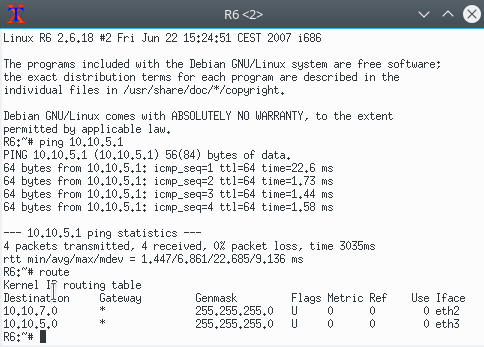 R6 <2>
Linux R6 2.6.18 #2 Fri Jun 22 15:24:51 CEST 2007 i686
The programs included with the Debian GNU/Linux system are free software;
the exact distribution terms for each program are described in the
individual files in /usr/share/doc/*/copyright.
Debian GNU/Linux comes with ABSOLUTELY NO WARRANTY, to the extent
permitted by applicable law.
R6:~# ping 10.10.5.1
PING 10.10.5.1 (10.10.5.1) 56(84) bytes of data.
64 bytes from 10.10.5.1: icmp_seq=1 ttl=64 time=22.6 ms
64 bytes from 10.10.5.1: icmp_seq=2 ttl=64 time=1.73 ms
64 bytes from 10.10.5.1: icmp_seq=3 ttl=64 time=1.44 ms
64 bytes from 10.10.5.1: icmp_seq=4 ttl=64 time=1.58 ms
--- 10.10.5.1 ping statistics ---
4 packets transmitted, 4 received, 0% packet loss, time 3035ms
rtt min/avg/max/mdev = 1.447/6.861/22.685/9.136 ms
R6:~# route
Kernel IP routing table
Destination Gateway Genmask Flags Metric Ref Use Iface
10.10.7.0 * 255.255.255.0 U 0 0 0 eth2
10.10.5.0 * 255.255.255.0 U 0 0 0 eth3
R6:~#